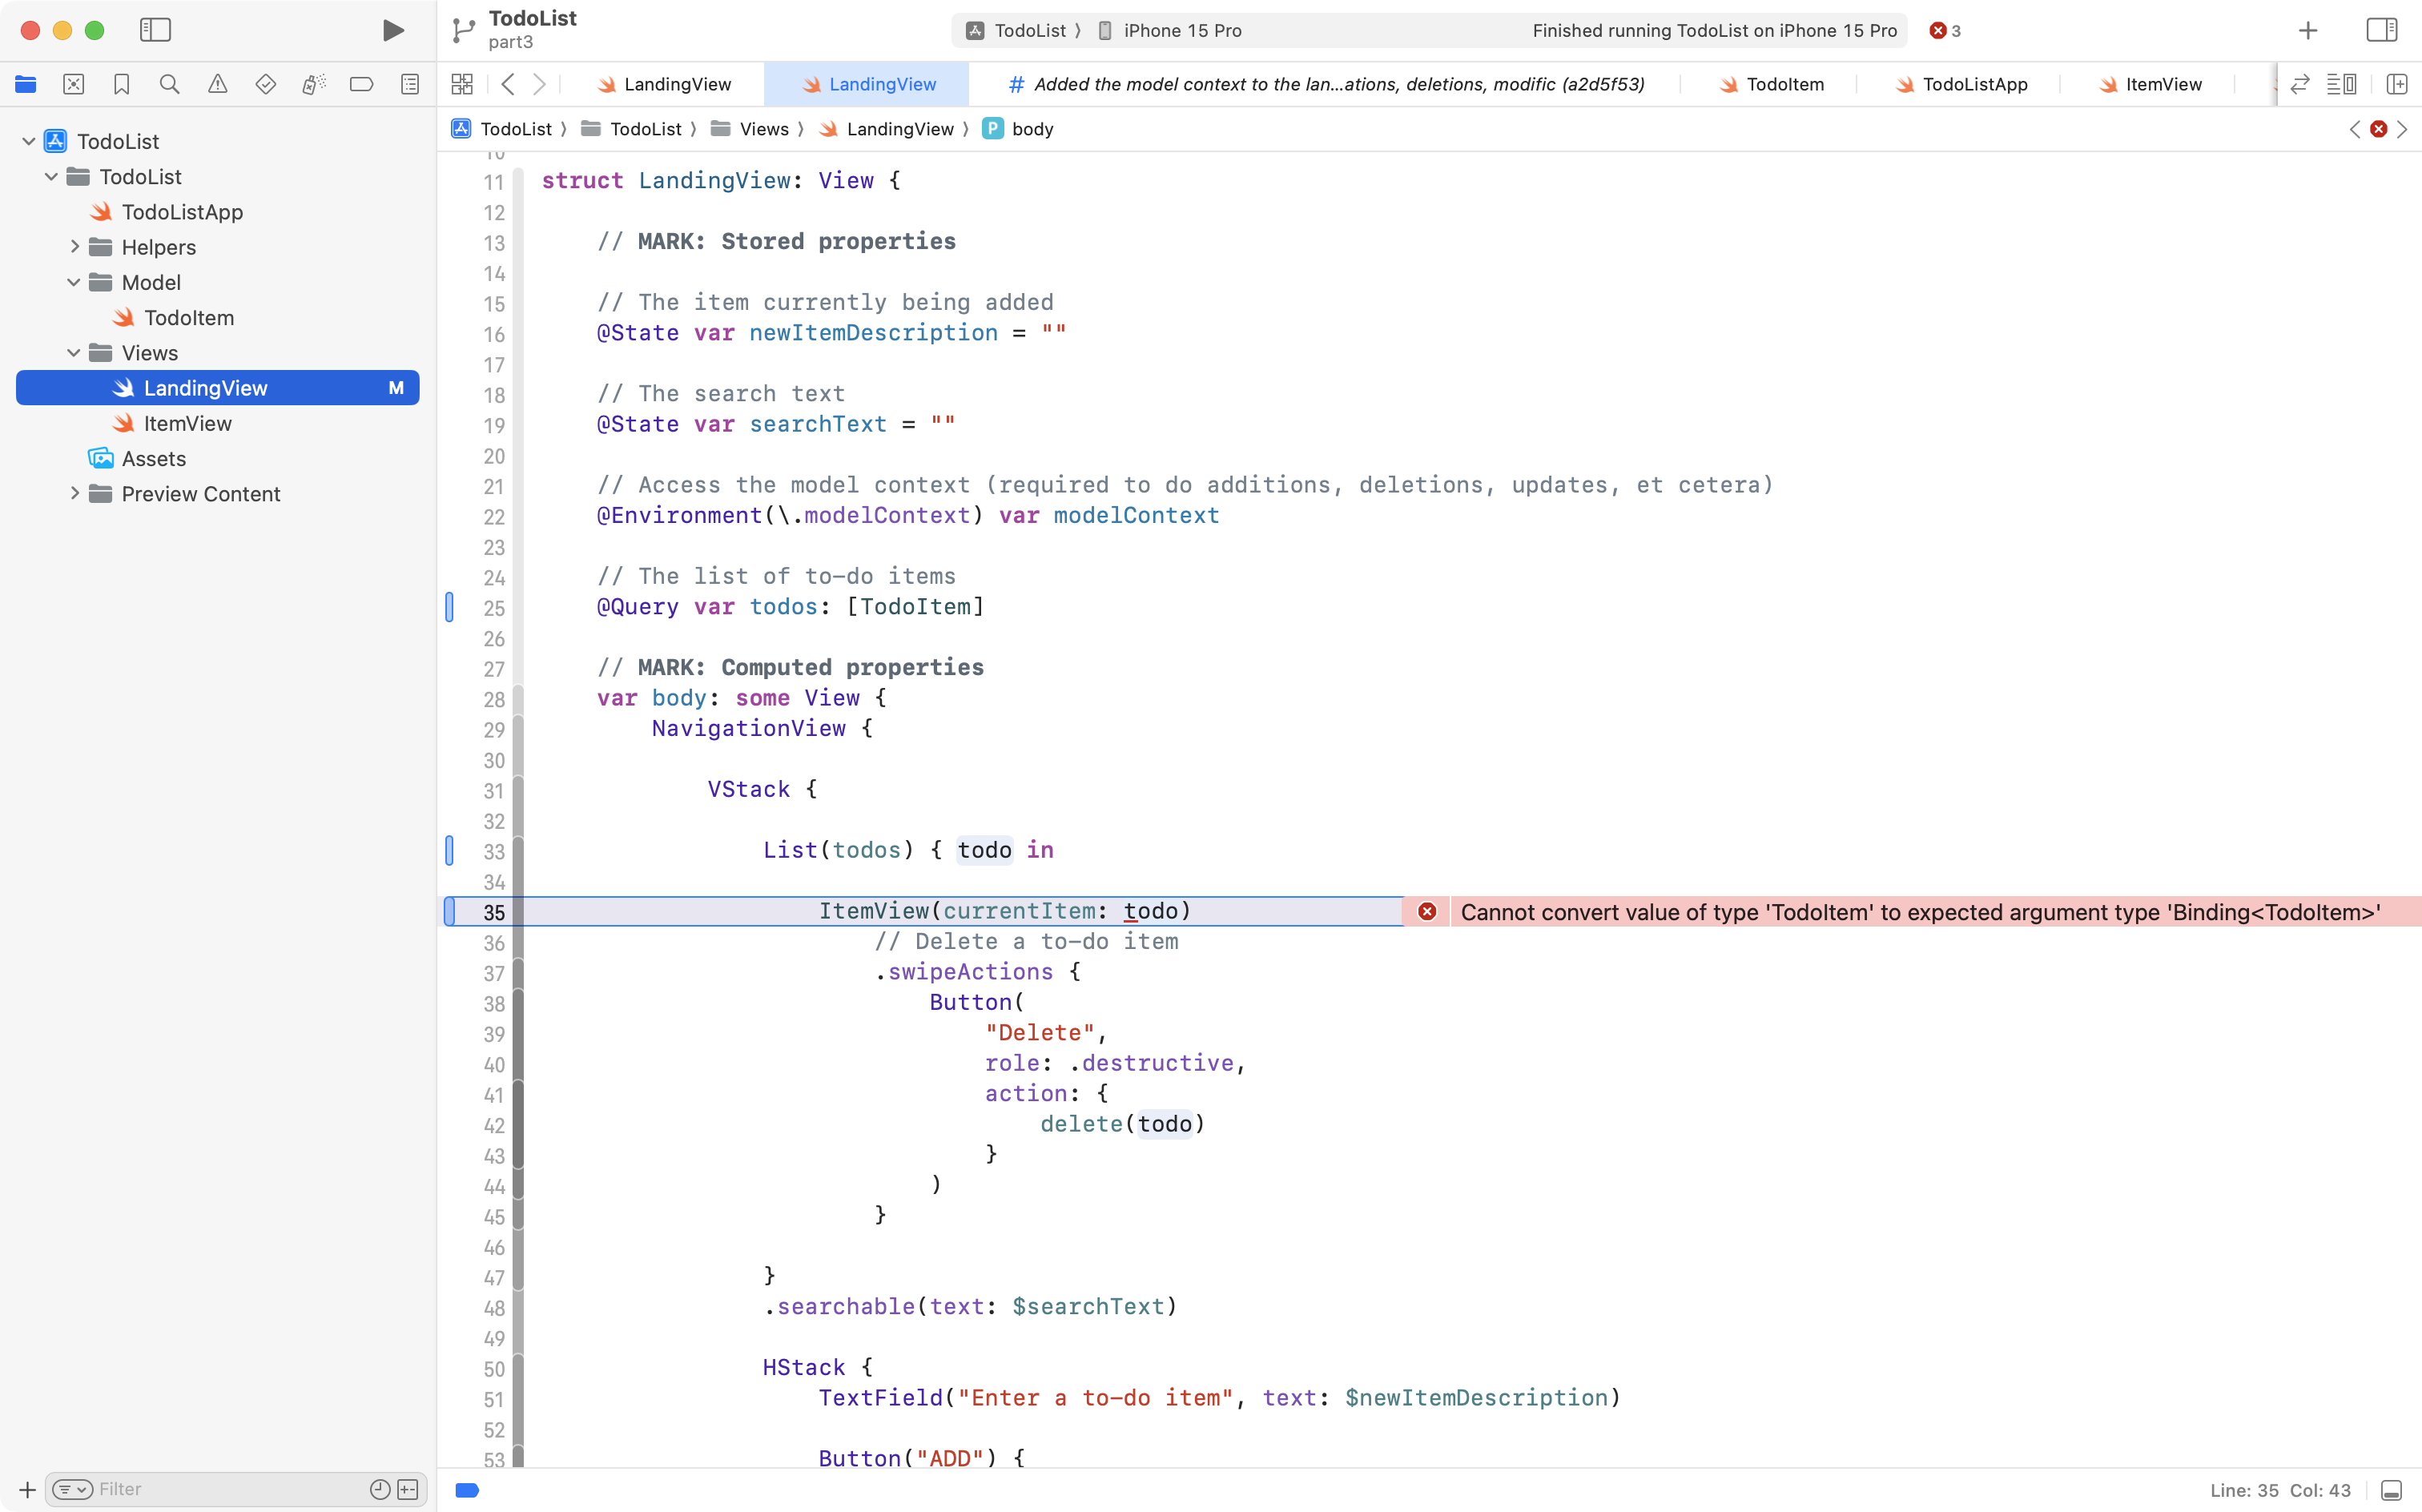 TodoList
part3
TodoList 〉 iPhone 15 Pro
Finished running TodoList on iPhone 15 Pro
3
LandingView
LandingView
# Added the model context to the lan…ations, deletions, modific (a2d5f53)
TodoItem
TodoListApp
ItemView
TodoList 〉 TodoList 〉 Views 〉 LandingView 〉 P body
TodoList
TodoList
TodoListApp
Helpers
Model
TodoItem
Views
LandingView M
ItemView
Assets
Preview Content
Filter
10
11 struct LandingView: View {
12
13 // MARK: Stored properties
14
15 // The item currently being added
16 @State var newItemDescription = ""
17
18 // The search text
19 @State var searchText = ""
20
21 // Access the model context (required to do additions, deletions, updates, et cetera)
22 @Environment(\.modelContext) var modelContext
23
24 // The list of to-do items
25 @Query var todos: [TodoItem]
26
27 // MARK: Computed properties
28 var body: some View {
29 NavigationView {
30
31 VStack {
32
33 List(todos) { todo in
34
35 ItemView(currentItem: todo) Cannot convert value of type 'TodoItem' to expected argument type 'Binding<TodoItem>'
36 // Delete a to-do item
37 .swipeActions {
38 Button(
39 "Delete",
40 role: .destructive,
41 action: {
42 delete(todo)
43 }
44 )
45 }
46
47 }
48 .searchable(text: $searchText)
49
50 HStack {
51 TextField("Enter a to-do item", text: $newItemDescription)
52
53 Button("ADD") {
Line: 35 Col: 43